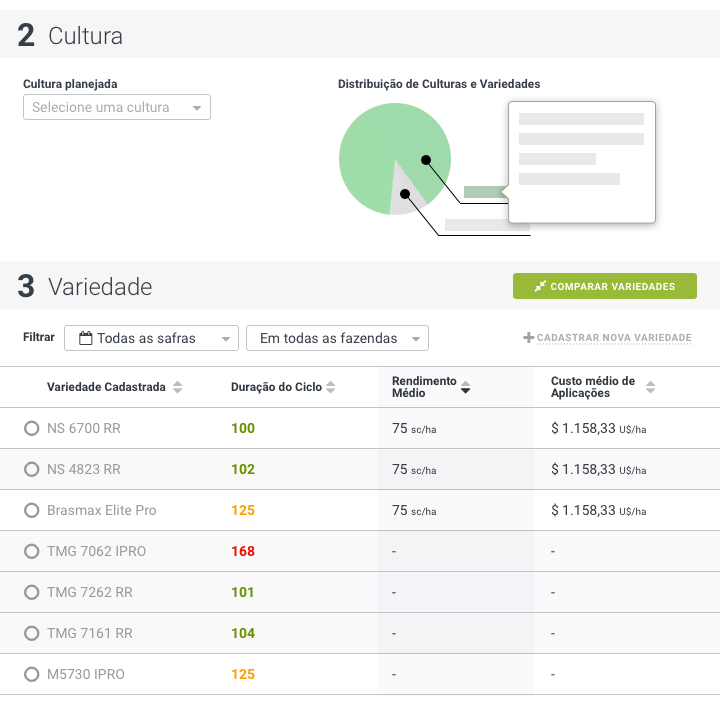 2 Cultura
Cultura planejada
Selecione uma cultura
Distribuição de Culturas e Variedades
3 Variedade
COMPARAR VARIEDADES
Filtrar
Todas as safras
Em todas as fazendas
CADASTRAR NOVA VARIEDADE
Variedade Cadastrada
Duração do Ciclo
Rendimento
Médio
Custo médio de
Aplicações
NS 6700 RR 100 75 sc/ha $ 1.158,33 U$/ha
NS 4823 RR 102 75 sc/ha $ 1.158,33 U$/ha
Brasmax Elite Pro 125 75 sc/ha $ 1.158,33 U$/ha
TMG 7062 IPRO 168 - -
TMG 7262 RR 101 - -
TMG 7161 RR 104 - -
M5730 IPRO 125 - -